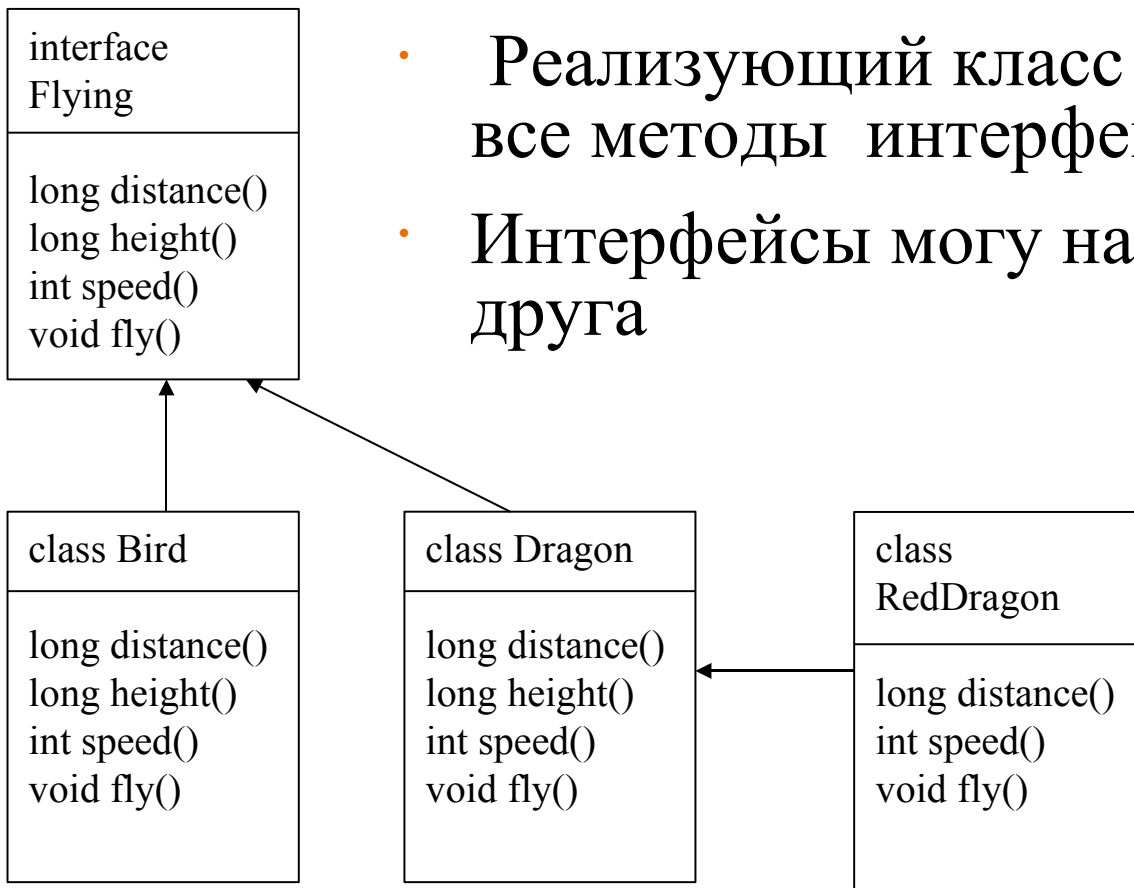 interface
Flying
long distance()
long height()
int speed()
void fly()
Реализующий класс
все методы интерфе
Интерфейсы могу на
друга
class Bird
long distance()
long height()
int speed()
void fly()
class Dragon
long distance()
long height()
int speed()
void fly()
class
RedDragon
long distance()
int speed()
void fly()